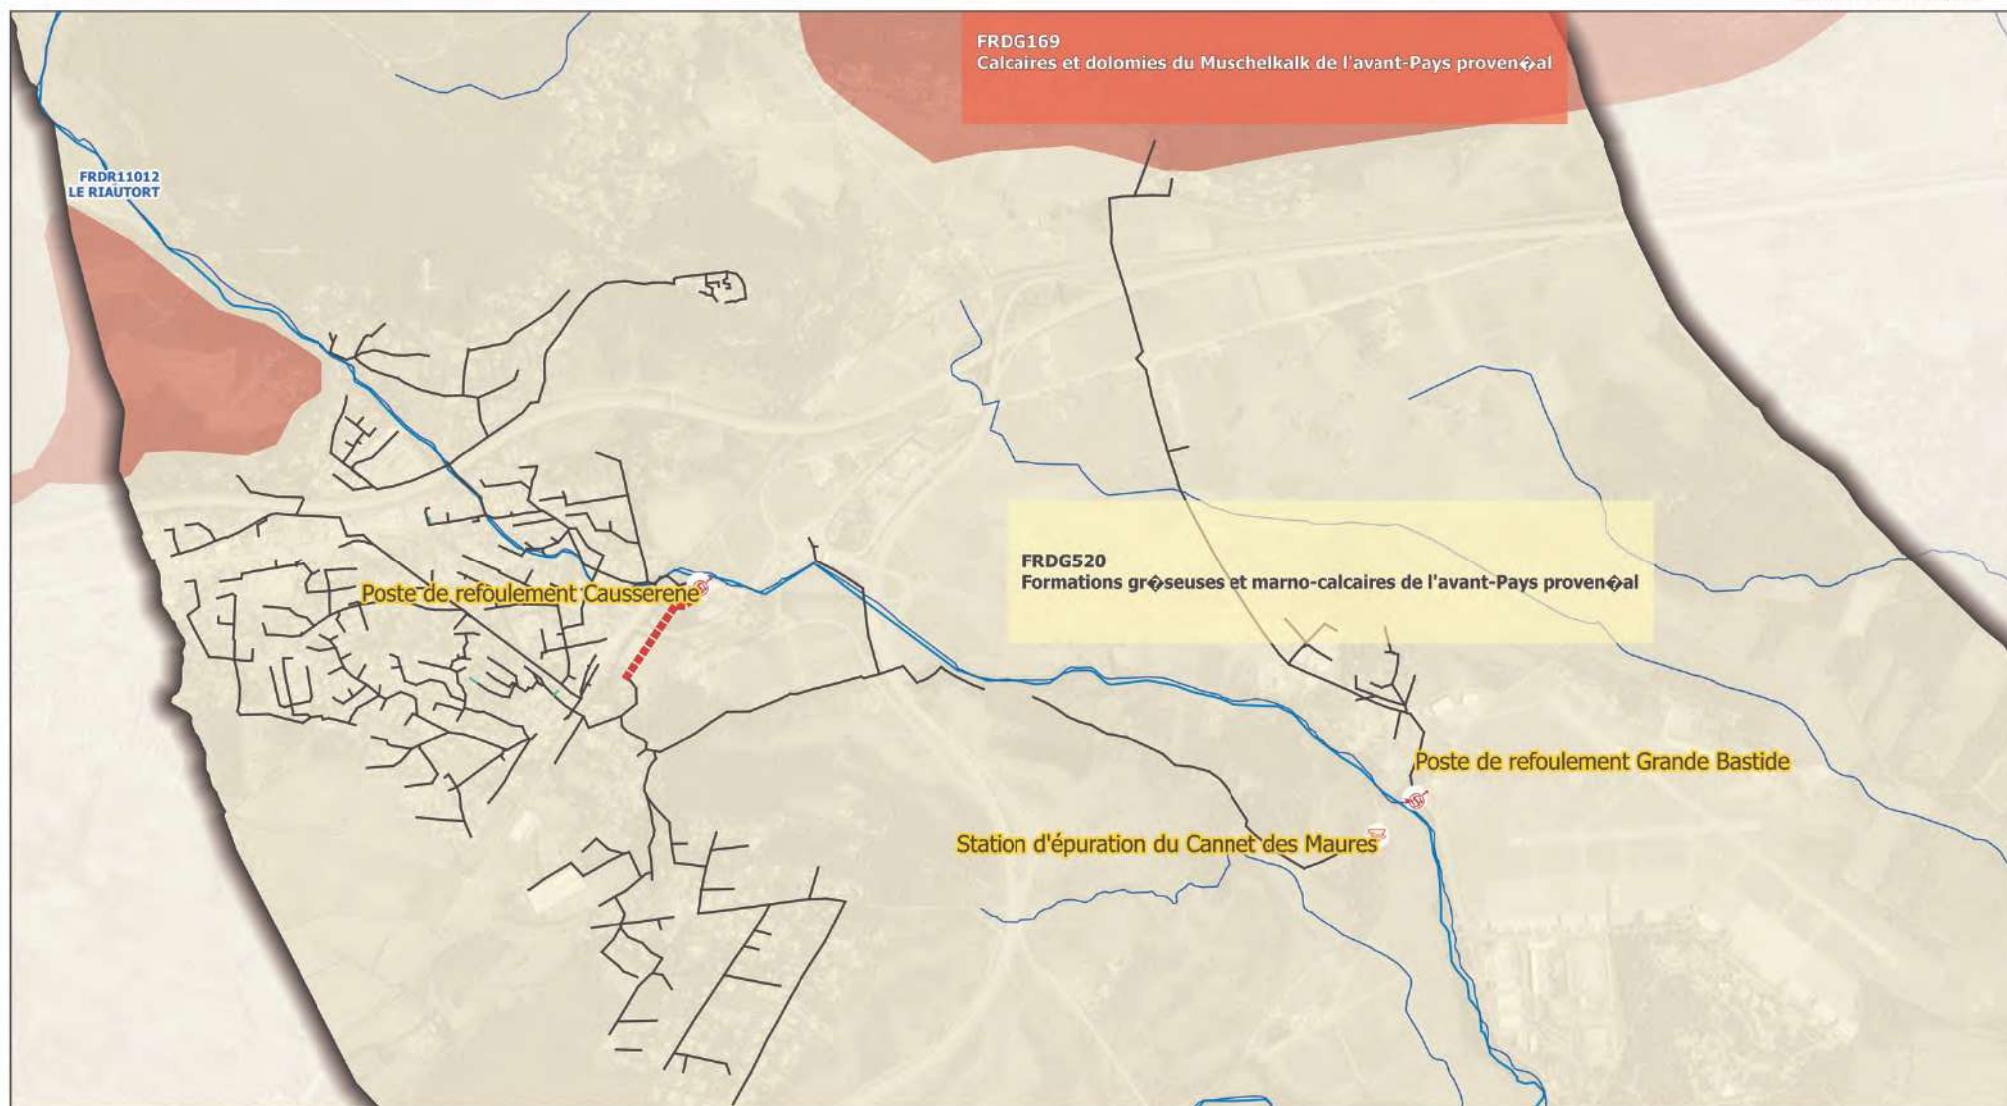 FRDG169
Calcaires et dolomies du Muschelkalk de l'avant-Pays proven�al
FRDR11012
LE RIAUTORT
FRDG520
Formations gr�seuses et marno-calcaires de l'avant-Pays proven�al
Poste de refoulement Causserene
Poste de refoulement Grande Bastide
Station d'épuration du Cannet des Maures